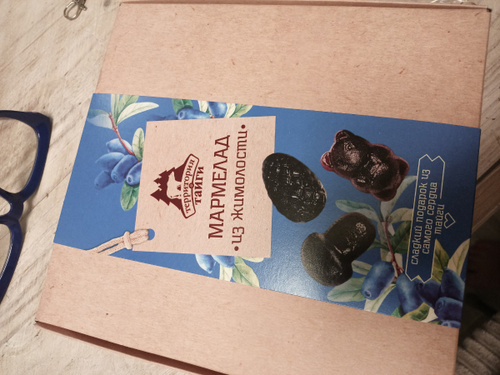 территория
тайги
МАРМЕЛАД
•из жимолости•
сладкий подарок из
самого сердца
тайги